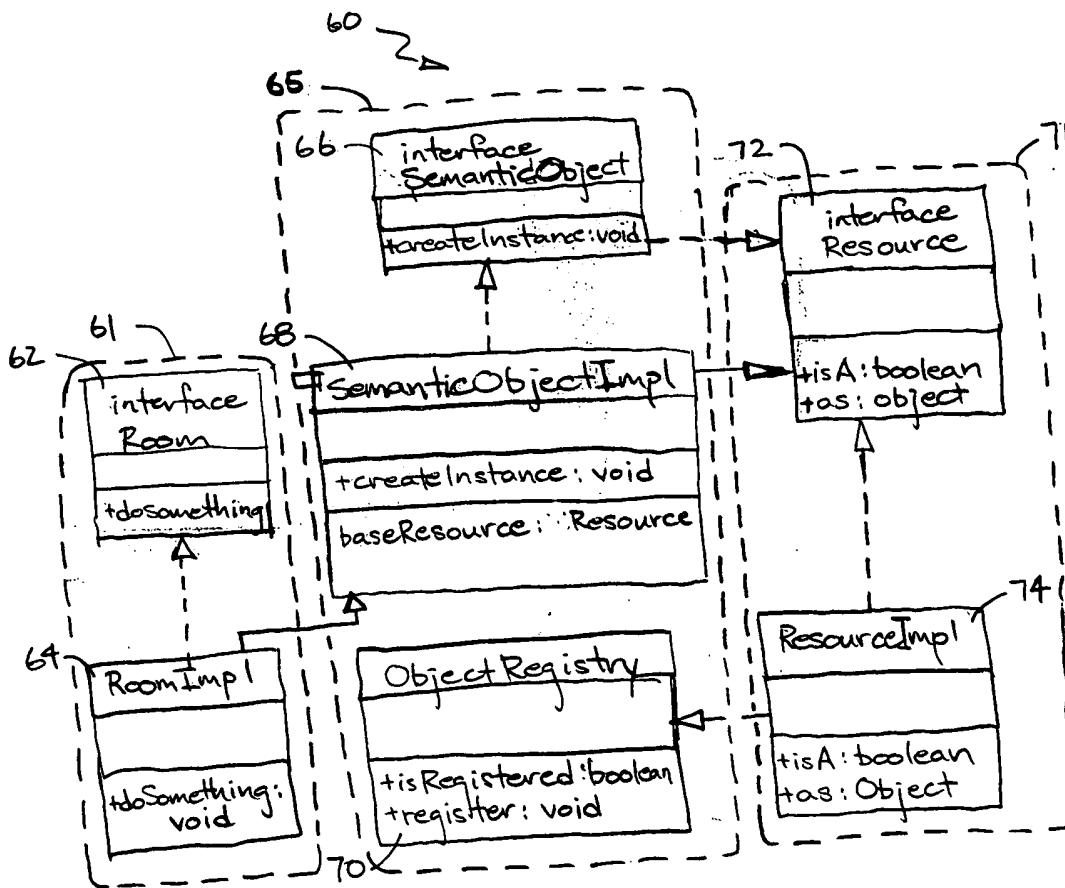 60
65
66
interface
SemanticObject
+createInstance:void
72
interface
Resource
+isA:boolean
+as:object
61
62
interface
Room
+dosomething
68
SemanticObjectImpl
+createInstance: void
baseResource: Resource
64
RoomImpl
+doSomething:
void
ObjectRegistry
+isRegistered:boolean
+register: void
70
74
ResourceImpl
+isA:boolean
+as:Object